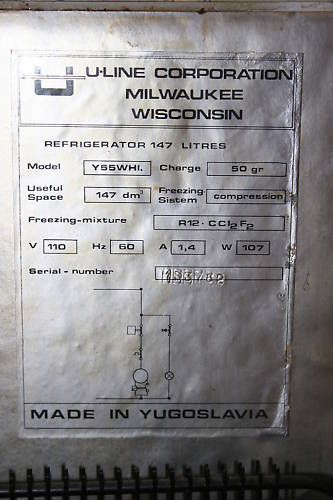 U-LINE CORPORATION
MILWAUKEE
WISCONSIN
REFRIGERATOR 147 LITRES
Model Y55WHI. Charge 50 gr
Useful Space 147 dm³ Freezing-Sistem compression
Freezing-mixture R12·CCl₂F₂
V 110 Hz 60 A 1,4 W 107
Serial-number
MADE IN YUGOSLAVIA